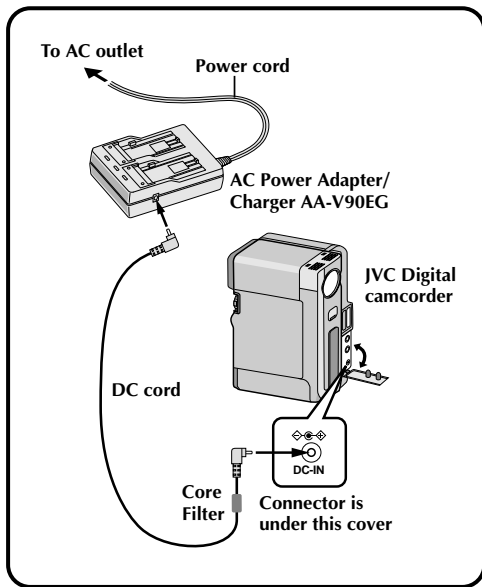 To AC outlet
Power cord
AC Power Adapter/
Charger AA-V90EG
JVC Digital
camcorder
DC cord
DC-IN
Core
Filter
Connector is
under this cover